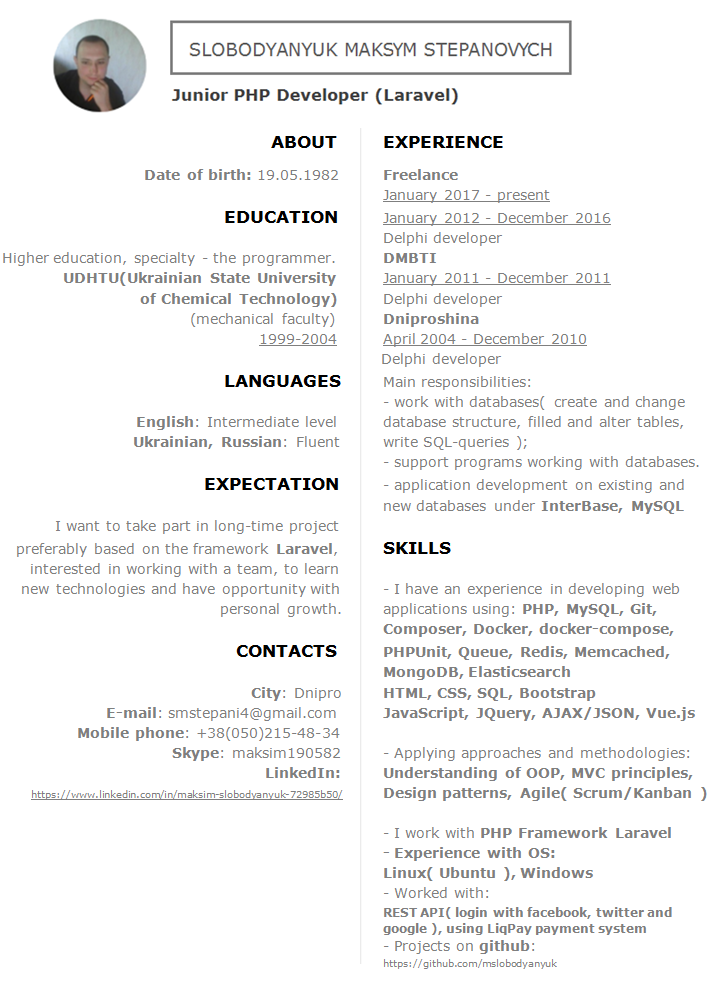 SLOBODYANYUK MAKSYM STEPANOVYCH
Junior PHP Developer (Laravel)
ABOUT
Date of birth: 19.05.1982
EDUCATION
Higher education, specialty - the programmer.
UDHTU(Ukrainian State University
of Chemical Technology)
(mechanical faculty)
1999-2004
LANGUAGES
English: Intermediate level
Ukrainian, Russian: Fluent
EXPECTATION
I want to take part in long-time project
preferably based on the framework Laravel,
interested in working with a team, to learn
new technologies and have opportunity with
personal growth.
CONTACTS
City: Dnipro
E-mail: smstepani4@gmail.com
Mobile phone: +38(050)215-48-34
Skype: maksim190582
LinkedIn:
https://www.linkedin.com/in/maksim-slobodyanyuk-72985b50/
EXPERIENCE
Freelance
January 2017 - present
January 2012 - December 2016
Delphi developer
DMBTI
January 2011 - December 2011
Delphi developer
Dniproshina
April 2004 - December 2010
Delphi developer
Main responsibilities:
- work with databases( create and change
database structure, filled and alter tables,
write SQL-queries );
- support programs working with databases.
- application development on existing and
new databases under InterBase, MySQL
SKILLS
- I have an experience in developing web
applications using: PHP, MySQL, Git,
Composer, Docker, docker-compose,
PHPUnit, Queue, Redis, Memcached,
MongoDB, Elasticsearch
HTML, CSS, SQL, Bootstrap
JavaScript, JQuery, AJAX/JSON, Vue.js
- Applying approaches and methodologies:
Understanding of OOP, MVC principles,
Design patterns, Agile( Scrum/Kanban )
- I work with PHP Framework Laravel
- Experience with OS:
Linux( Ubuntu ), Windows
- Worked with:
REST API( login with facebook, twitter and
google ), using LiqPay payment system
- Projects on github:
https://github.com/mslobodyanyuk